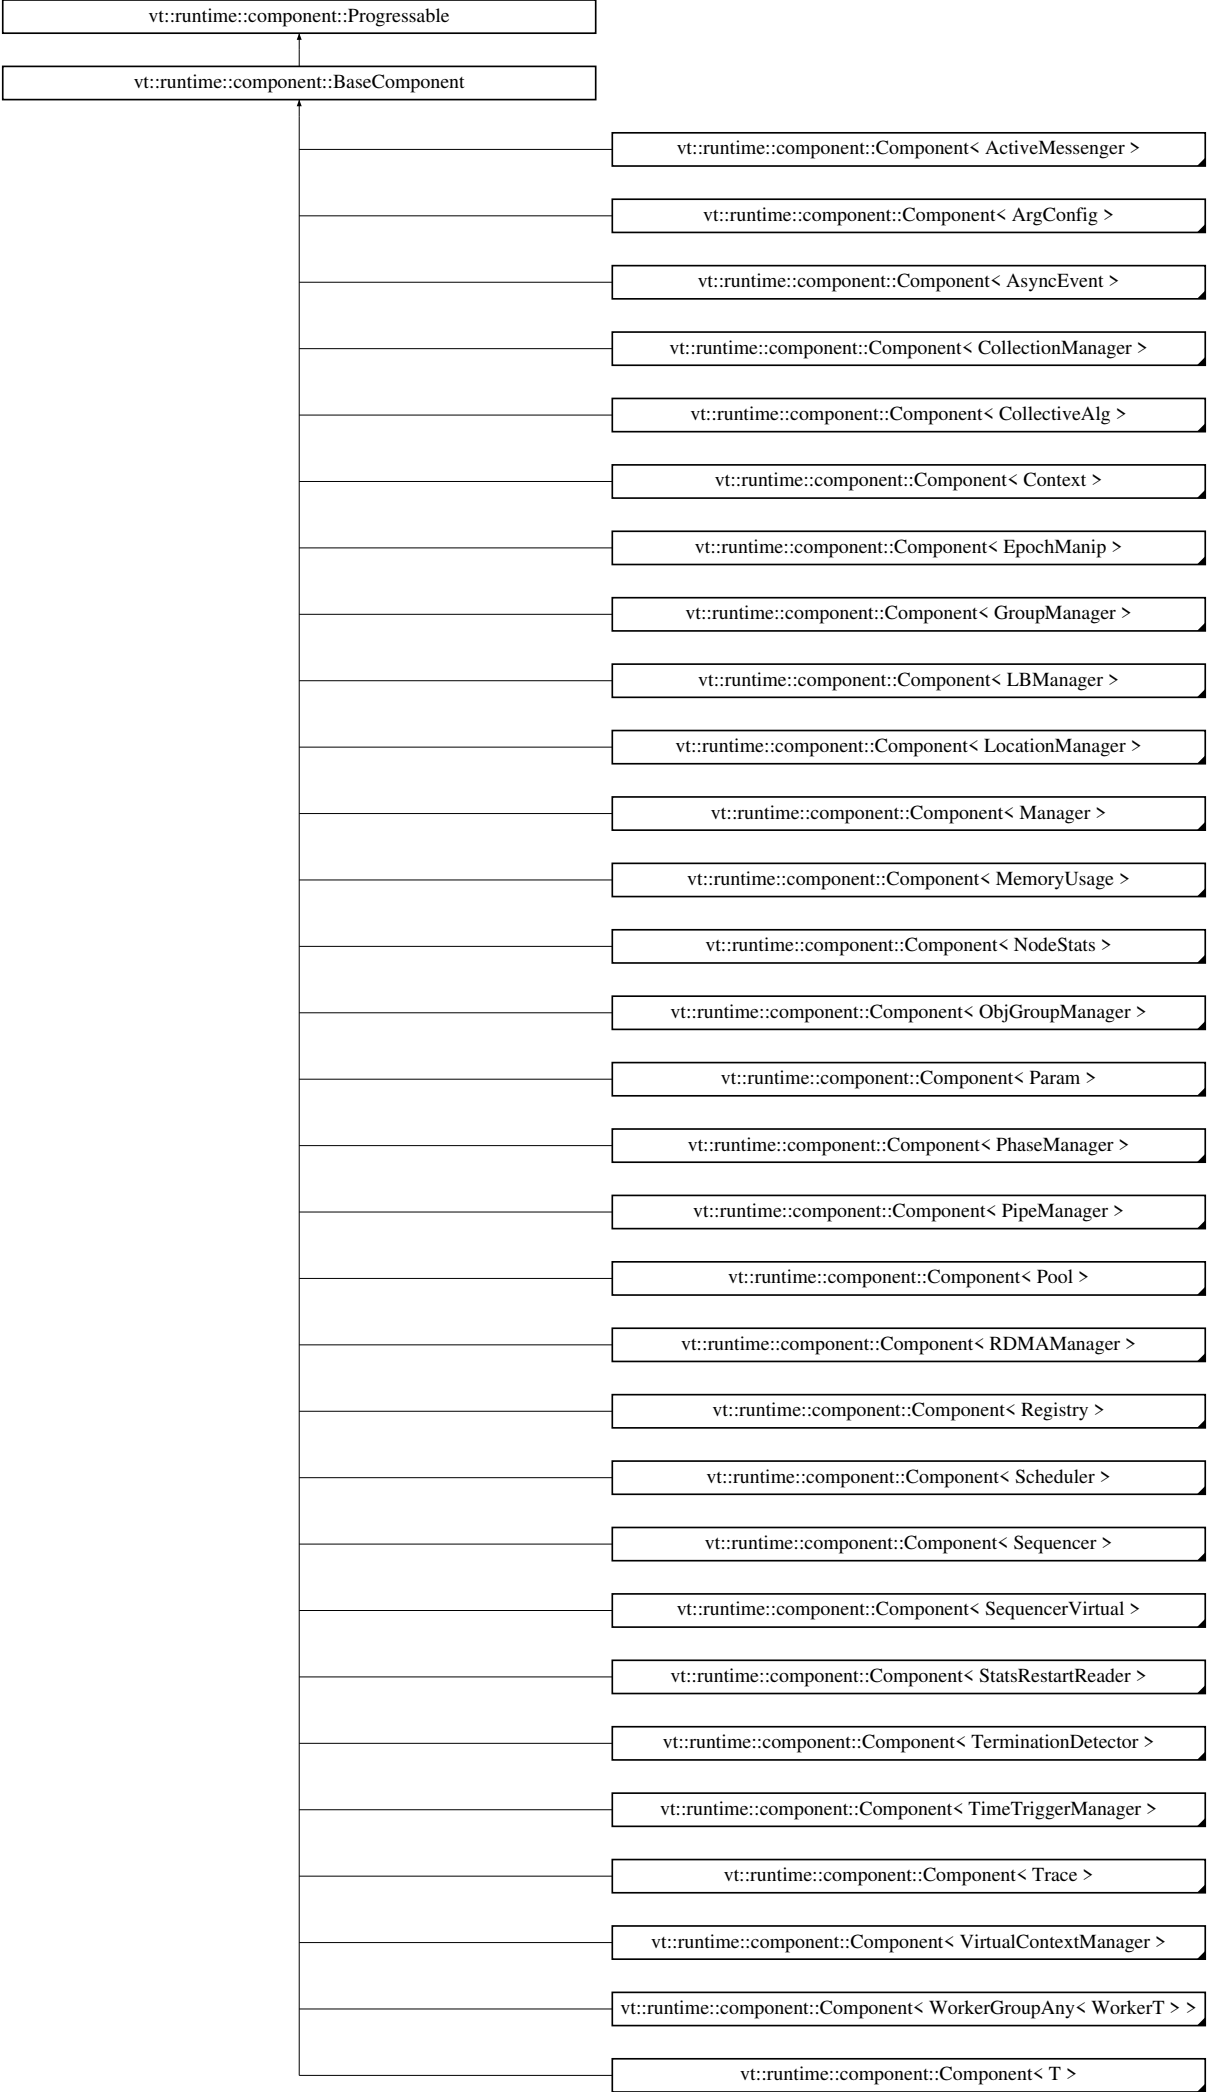 vt::runtime::component::Progressable
vt::runtime::component::BaseComponent
vt::runtime::component::Component< ActiveMessenger >
vt::runtime::component::Component< ArgConfig >
vt::runtime::component::Component< AsyncEvent >
vt::runtime::component::Component< CollectionManager >
vt::runtime::component::Component< CollectiveAlg >
vt::runtime::component::Component< Context >
vt::runtime::component::Component< EpochManip >
vt::runtime::component::Component< GroupManager >
vt::runtime::component::Component< LBManager >
vt::runtime::component::Component< LocationManager >
vt::runtime::component::Component< Manager >
vt::runtime::component::Component< MemoryUsage >
vt::runtime::component::Component< NodeStats >
vt::runtime::component::Component< ObjGroupManager >
vt::runtime::component::Component< Param >
vt::runtime::component::Component< PhaseManager >
vt::runtime::component::Component< PipeManager >
vt::runtime::component::Component< Pool >
vt::runtime::component::Component< RDMAManager >
vt::runtime::component::Component< Registry >
vt::runtime::component::Component< Scheduler >
vt::runtime::component::Component< Sequencer >
vt::runtime::component::Component< SequencerVirtual >
vt::runtime::component::Component< StatsRestartReader >
vt::runtime::component::Component< TerminationDetector >
vt::runtime::component::Component< TimeTriggerManager >
vt::runtime::component::Component< Trace >
vt::runtime::component::Component< VirtualContextManager >
vt::runtime::component::Component< WorkerGroupAny< WorkerT > >
vt::runtime::component::Component< T >